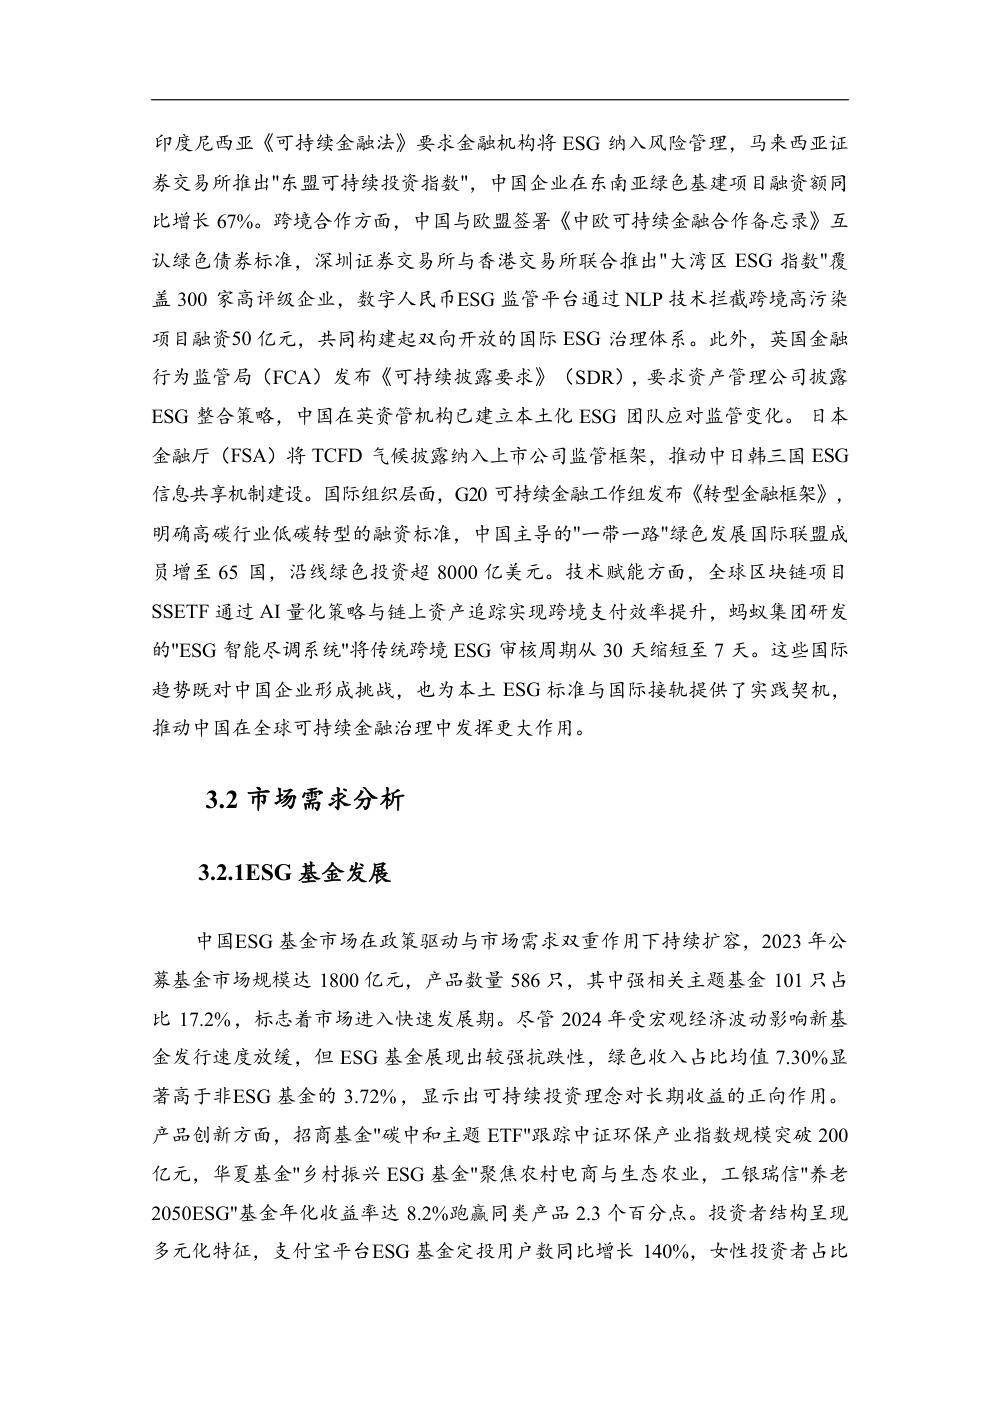 印度尼西亚《可持续金融法》要求金融机构将 ESG 纳入风险管理，马来西亚证
券交易所推出"东盟可持续投资指数"，中国企业在东南亚绿色基建项目融资额同
比增长 67%。跨境合作方面，中国与欧盟签署《中欧可持续金融合作备忘录》互
认绿色债券标准，深圳证券交易所与香港交易所联合推出"大湾区 ESG 指数"覆
盖 300 家高评级企业，数字人民币ESG 监管平台通过 NLP 技术拦截跨境高污染
项目融资50 亿元，共同构建起双向开放的国际 ESG 治理体系。此外，英国金融
行为监管局（FCA）发布《可持续披露要求》（SDR），要求资产管理公司披露
ESG 整合策略，中国在英资管机构已建立本土化 ESG 团队应对监管变化。 日本
金融厅（FSA）将 TCFD 气候披露纳入上市公司监管框架，推动中日韩三国 ESG
信息共享机制建设。国际组织层面，G20 可持续金融工作组发布《转型金融框架》，
明确高碳行业低碳转型的融资标准，中国主导的"一带一路"绿色发展国际联盟成
员增至 65 国，沿线绿色投资超 8000 亿美元。技术赋能方面，全球区块链项目
SSETF 通过 AI 量化策略与链上资产追踪实现跨境支付效率提升，蚂蚁集团研发
的"ESG 智能尽调系统"将传统跨境 ESG 审核周期从 30 天缩短至 7 天。这些国际
趋势既对中国企业形成挑战，也为本土 ESG 标准与国际接轨提供了实践契机，
推动中国在全球可持续金融治理中发挥更大作用。
3.2 市场需求分析
3.2.1ESG 基金发展
中国ESG 基金市场在政策驱动与市场需求双重作用下持续扩容，2023 年公
募基金市场规模达 1800 亿元，产品数量 586 只，其中强相关主题基金 101 只占
比 17.2%，标志着市场进入快速发展期。尽管 2024 年受宏观经济波动影响新基
金发行速度放缓，但 ESG 基金展现出较强抗跌性，绿色收入占比均值 7.30%显
著高于非ESG 基金的 3.72%，显示出可持续投资理念对长期收益的正向作用。
产品创新方面，招商基金"碳中和主题 ETF"跟踪中证环保产业指数规模突破 200
亿元，华夏基金"乡村振兴 ESG 基金"聚焦农村电商与生态农业，工银瑞信"养老
2050ESG"基金年化收益率达 8.2%跑赢同类产品 2.3 个百分点。投资者结构呈现
多元化特征，支付宝平台ESG 基金定投用户数同比增长 140%，女性投资者占比